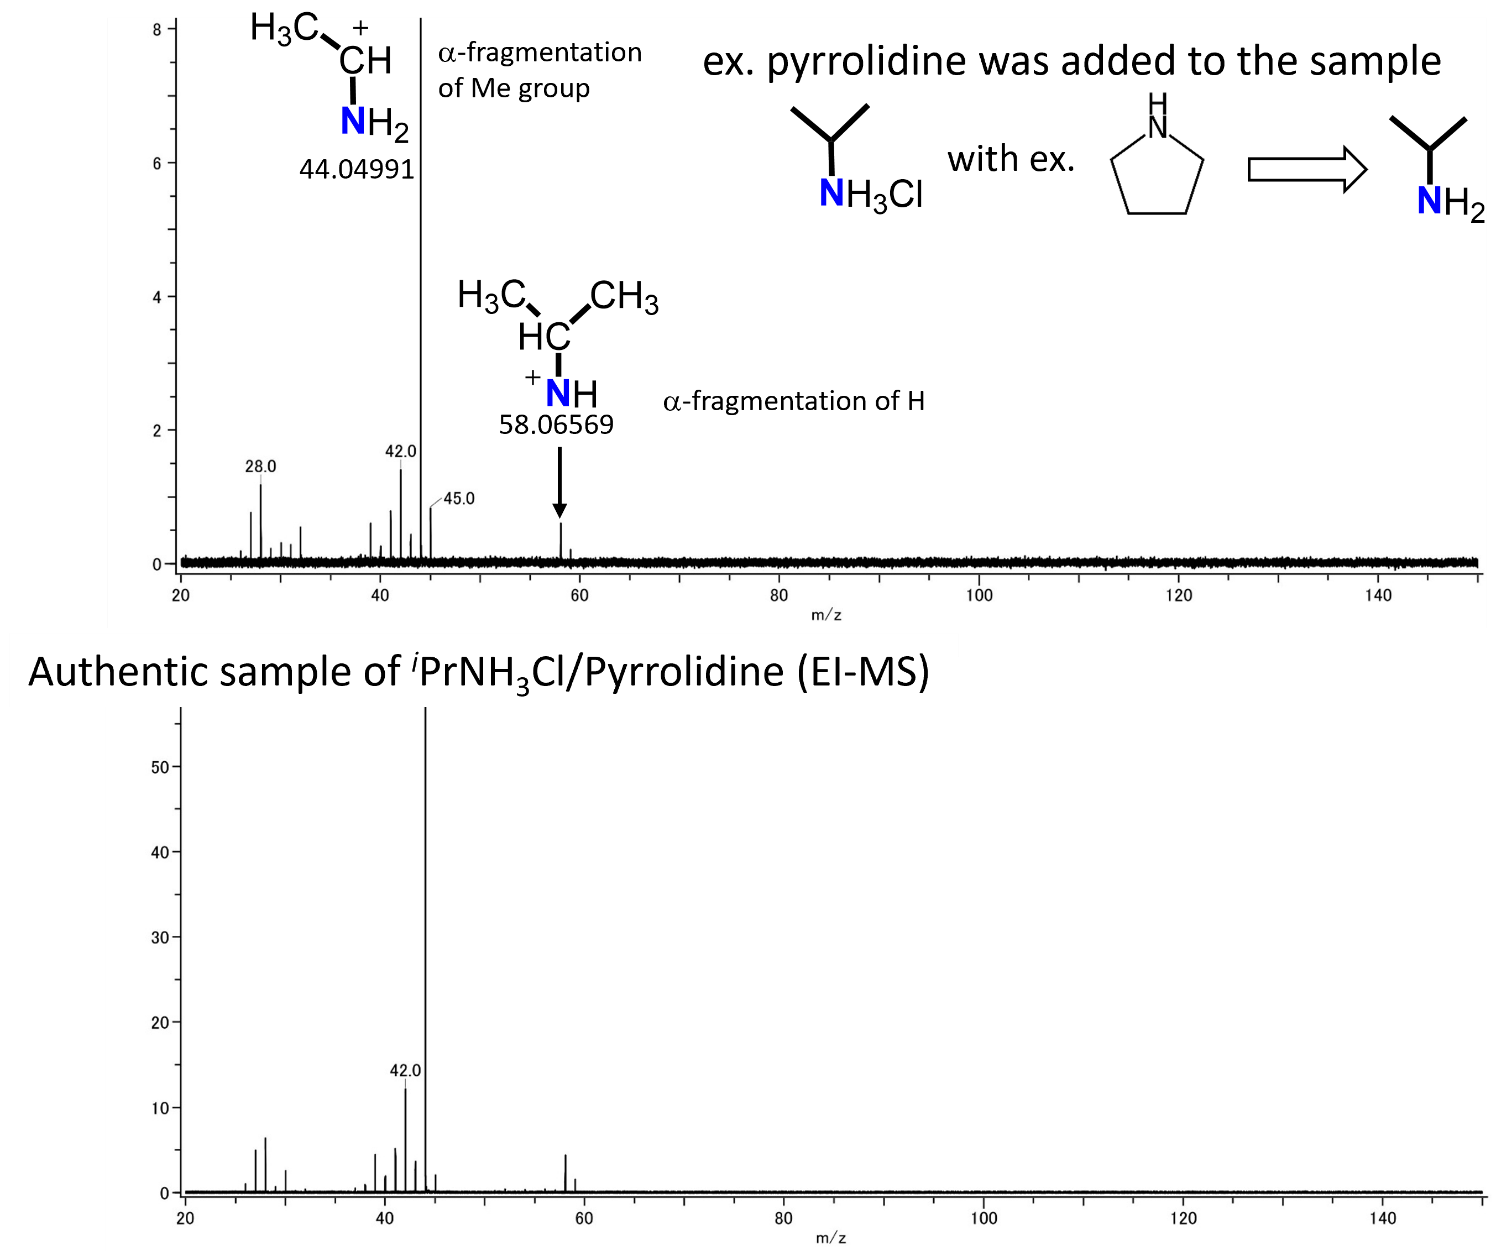 H3C
+
CH
NH2
44.04991
α-fragmentation
of Me group
ex. pyrrolidine was added to the sample
NH3Cl
with ex.
H
N
NH2
H3C
CH3
HC
+
NH
58.06569
α-fragmentation of H
8
6
4
2
0
28.0
42.0
45.0
20 40 60 80 100 120 140
m/z
Authentic sample of iPrNH3Cl/Pyrrolidine (EI-MS)
50
40
30
20
10
0
42.0
20 40 60 80 100 120 140
m/z